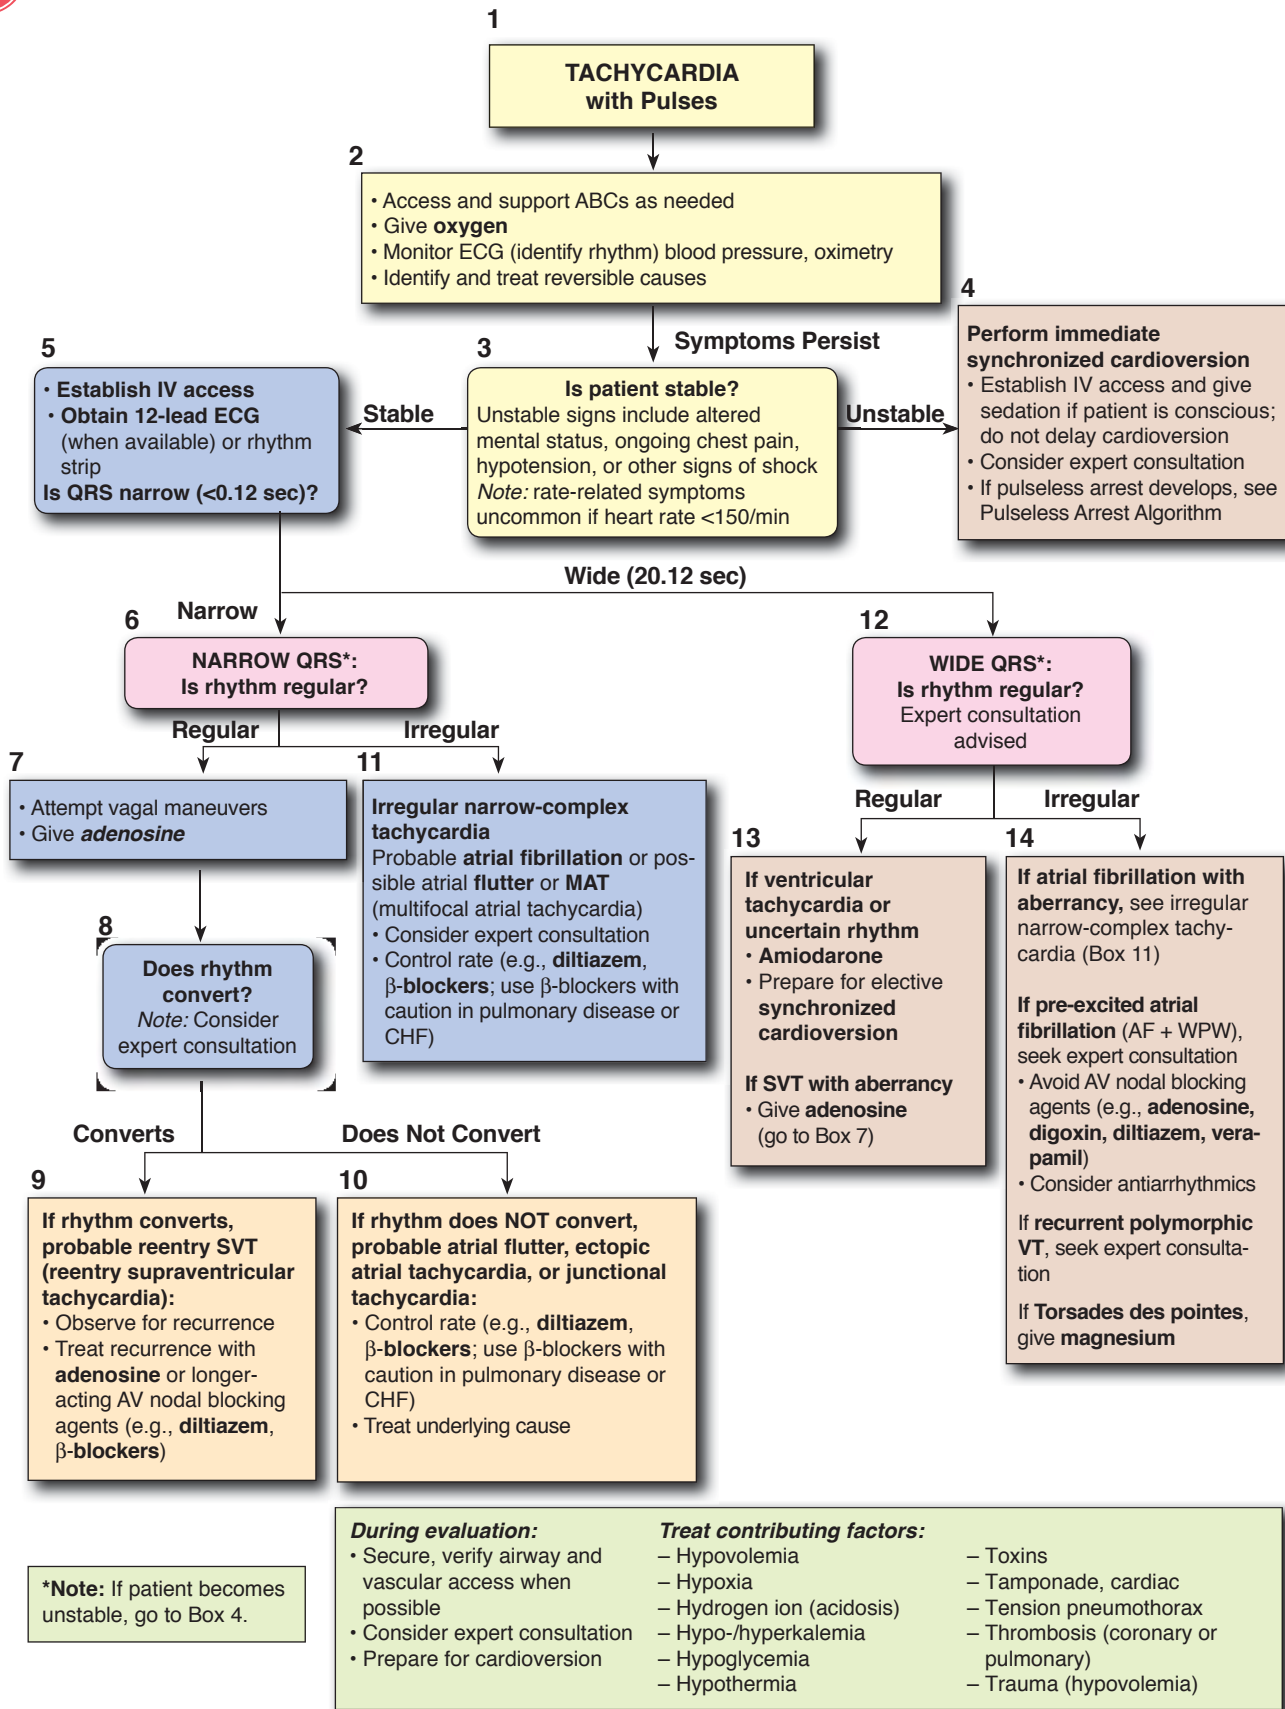 1
TACHYCARDIA
with Pulses
2
• Access and support ABCs as needed
• Give oxygen
• Monitor ECG (identify rhythm) blood pressure, oximetry
• Identify and treat reversible causes
Symptoms Persist
3
Is patient stable?
Unstable signs include altered
mental status, ongoing chest pain,
hypotension, or other signs of shock
Note: rate-related symptoms
uncommon if heart rate <150/min
Stable
Unstable
4
Perform immediate
synchronized cardioversion
• Establish IV access and give
sedation if patient is conscious;
do not delay cardioversion
• Consider expert consultation
• If pulseless arrest develops, see
Pulseless Arrest Algorithm
5
• Establish IV access
• Obtain 12-lead ECG
(when available) or rhythm
strip
Is QRS narrow (<0.12 sec)?
Narrow
Wide (20.12 sec)
6
NARROW QRS*:
Is rhythm regular?
Regular
Irregular
7
• Attempt vagal maneuvers
• Give adenosine
8
Does rhythm
convert?
Note: Consider
expert consultation
Converts
Does Not Convert
9
If rhythm converts,
probable reentry SVT
(reentry supraventricular
tachycardia):
• Observe for recurrence
• Treat recurrence with
adenosine or longer-
acting AV nodal blocking
agents (e.g., diltiazem,
β-blockers)
10
If rhythm does NOT convert,
probable atrial flutter, ectopic
atrial tachycardia, or junctional
tachycardia:
• Control rate (e.g., diltiazem,
β-blockers; use β-blockers with
caution in pulmonary disease or
CHF)
• Treat underlying cause
11
Irregular narrow-complex
tachycardia
Probable atrial fibrillation or pos-
sible atrial flutter or MAT
(multifocal atrial tachycardia)
• Consider expert consultation
• Control rate (e.g., diltiazem,
β-blockers; use β-blockers with
caution in pulmonary disease or
CHF)
12
WIDE QRS*:
Is rhythm regular?
Expert consultation
advised
Regular
Irregular
13
If ventricular
tachycardia or
uncertain rhythm
• Amiodarone
• Prepare for elective
synchronized
cardioversion
If SVT with aberrancy
• Give adenosine
(go to Box 7)
14
If atrial fibrillation with
aberrancy, see irregular
narrow-complex tachy-
cardia (Box 11)
If pre-excited atrial
fibrillation (AF + WPW),
seek expert consultation
• Avoid AV nodal blocking
agents (e.g., adenosine,
digoxin, diltiazem, vera-
pamil)
• Consider antiarrhythmics
If recurrent polymorphic
VT, seek expert consulta-
tion
If Torsades des pointes,
give magnesium
*Note: If patient becomes
unstable, go to Box 4.
During evaluation:
• Secure, verify airway and
vascular access when
possible
• Consider expert consultation
• Prepare for cardioversion
Treat contributing factors:
– Hypovolemia
– Hypoxia
– Hydrogen ion (acidosis)
– Hypo-/hyperkalemia
– Hypoglycemia
– Hypothermia
– Toxins
– Tamponade, cardiac
– Tension pneumothorax
– Thrombosis (coronary or
pulmonary)
– Trauma (hypovolemia)